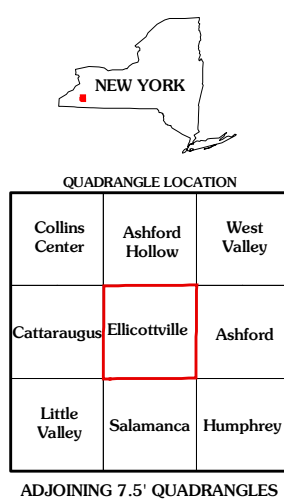 NEW YORK
QUADRANGLE LOCATION
Collins
Center
Ashford
Hollow
West
Valley
Cattaraugus
Ellicottville
Ashford
Little
Valley
Salamanca
Humphrey
ADJOINING 7.5' QUADRANGLES